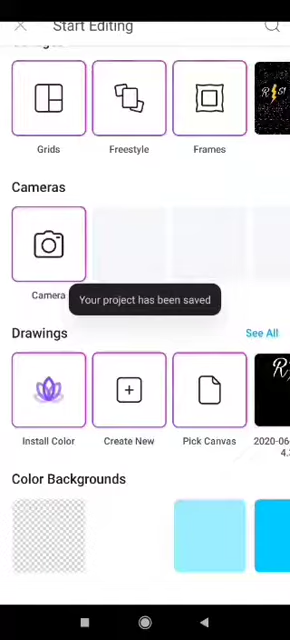 Start Editing
Grids
Freestyle
Frames
Cameras
Camera
Your project has been saved
Drawings
See All
Install Color
Create New
Pick Canvas
2020-06
4.
Color Backgrounds